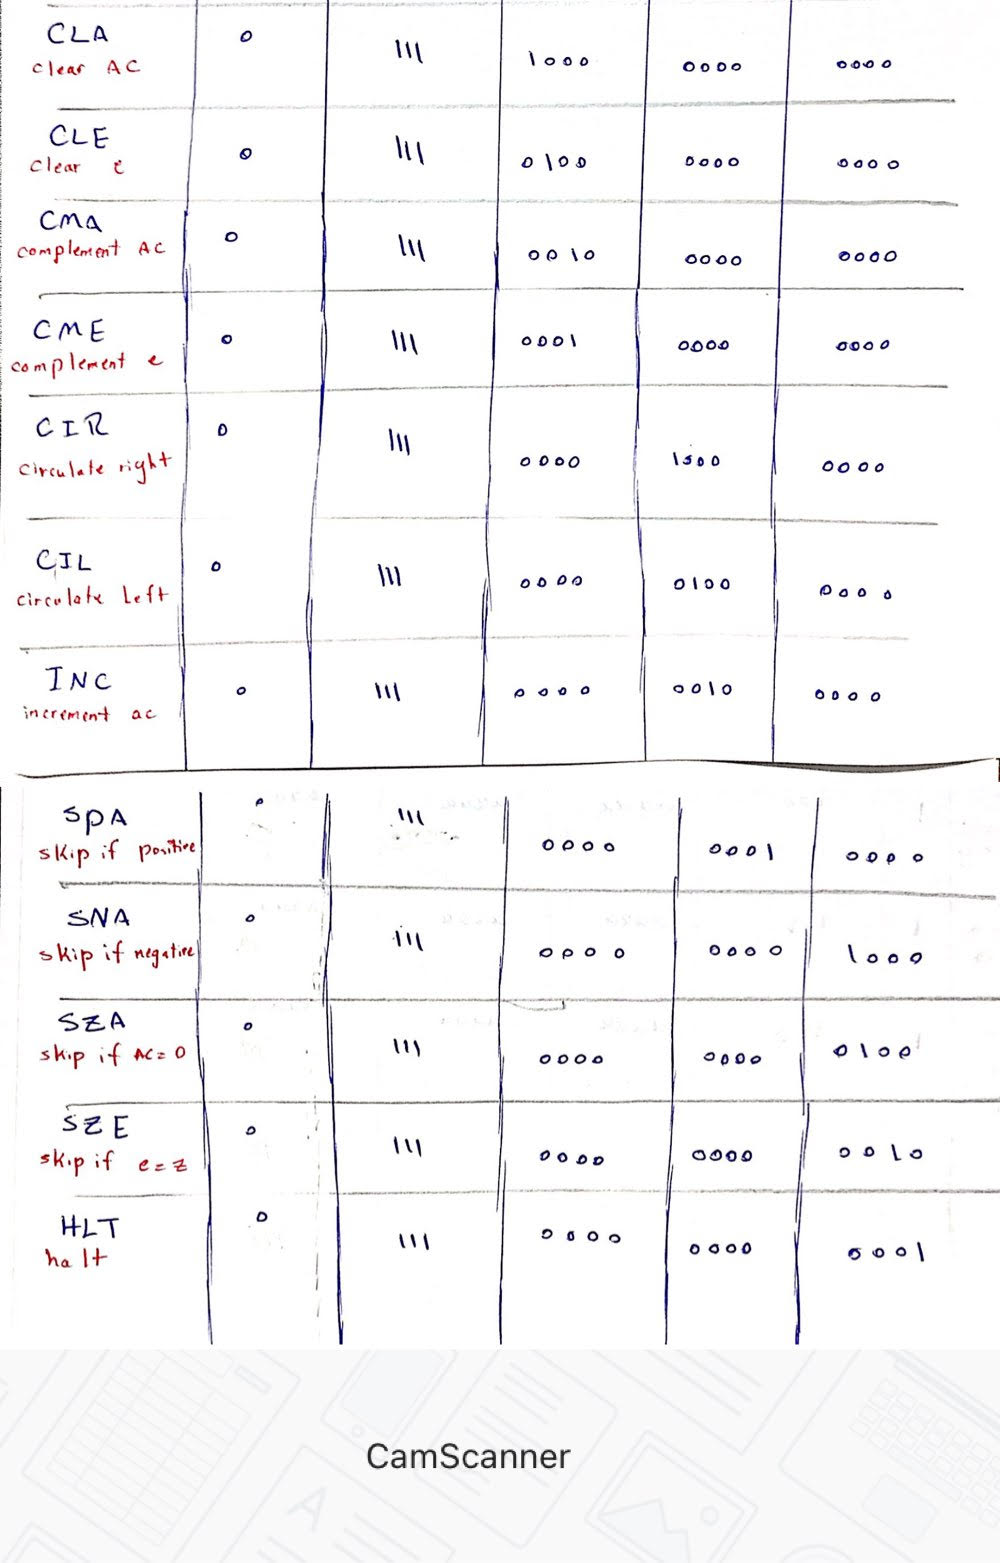 CLA 0 111 1000 0000 0000
clear AC
CLE 0 111 0100 0000 0000
clear e
CMA 0 111 0010 0000 0000
complement AC
CME 0 111 0001 0000 0000
complement e
CIR 0 111 0000 1000 0000
circulate right
CIL 0 111 0000 0100 0000
circulate Left
INC 0 111 0000 0010 0000
increment ac
SPA 0 111 0000 0001 0000
skip if positive
SNA 0 111 0000 0000 1000
skip if negative
SZA 0 111 0000 0000 0100
skip if AC=0
SZE 0 111 0000 0000 0010
skip if e=z
HLT 0 111 0000 0000 0001
halt
CamScanner